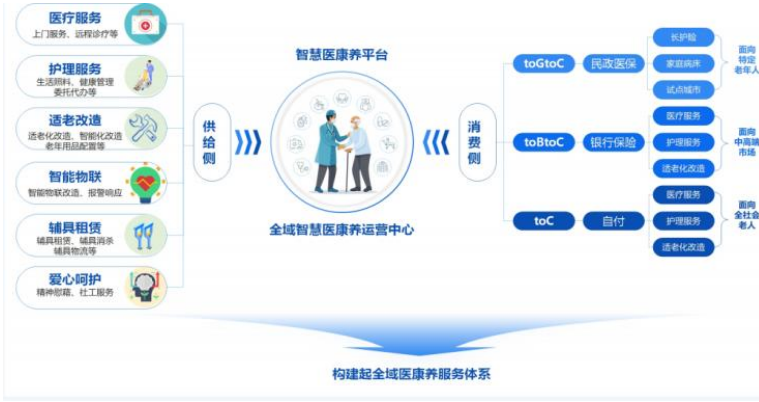 医疗服务
上门服务、远程诊疗等
护理服务
生活照料、健康管理
委托代办等
适老改造
适老化改造、智能化改造
老年用品配置等
智能物联
智能物联改造、报警响应
辅具租赁
辅具租赁、辅具消杀
辅具物流等
爱心呵护
精神慰藉、社工服务
供给侧
智慧医康养平台
全域智慧医康养运营中心
消费侧
toGtoC
民政医保
长护险
家庭病床
试点城市
面向
特定
老年人
toBtoC
银行保险
医疗服务
护理服务
适老化改造
面向
中高端
市场
toC
自付
医疗服务
护理服务
适老化改造
面向
全社会
老人
构建起全域医康养服务体系